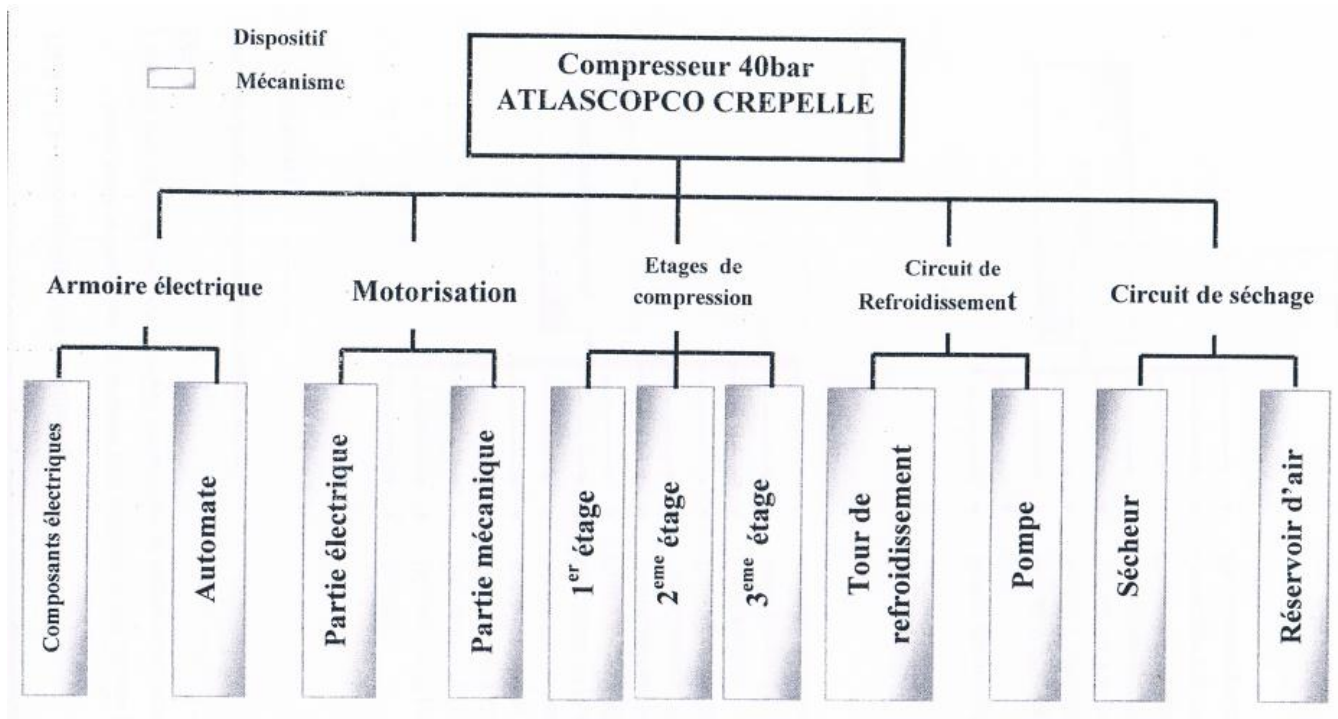 Dispositif
Mécanisme
Compresseur 40bar
ATLASCOPCO CREPELLE
Armoire électrique
Motorisation
Etages de
compression
Circuit de
Refroidissement
Circuit de séchage
Composants électriques
Automate
Partie électrique
Partie mécanique
1er étage
2eme étage
3eme étage
Tour de
refroidissement
Pompe
Sécheur
Réservoir d'air